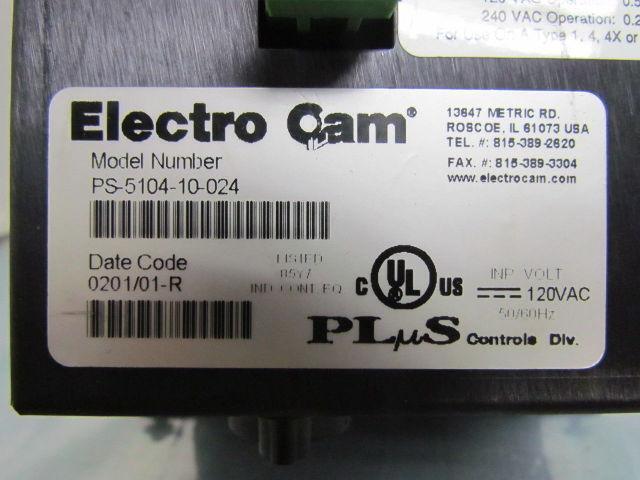 240 VAC Operation: 0.2
For Use On A Type 1, 4, 4X or
Electro Cam®
13647 METRIC RD.
ROSCOE, IL 61073 USA
TEL. #: 815-389-2620
FAX. #: 815-389-3304
www.electrocam.com
Model Number
PS-5104-10-024
Date Code
0201/01-R
LISTED
85Y7
IND CONT EQ
C UL US
INP VOLT
120VAC
50/60Hz
PLµS Controls Div.